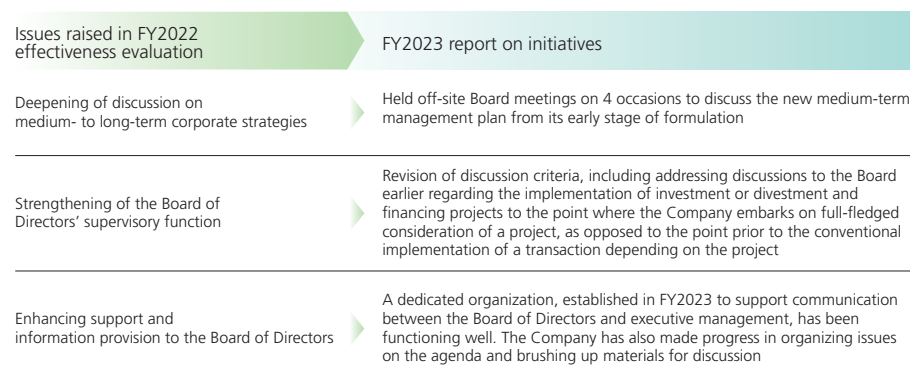 Issues raised in FY2022
effectiveness evaluation
FY2023 report on initiatives
Deepening of discussion on
medium- to long-term corporate strategies
Held off-site Board meetings on 4 occasions to discuss the new medium-term
management plan from its early stage of formulation
Strengthening of the Board of
Directors' supervisory function
Revision of discussion criteria, including addressing discussions to the Board
earlier regarding the implementation of investment or divestment and
financing projects to the point where the Company embarks on full-fledged
consideration of a project, as opposed to the point prior to the conventional
implementation of a transaction depending on the project
Enhancing support and
information provision to the Board of Directors
A dedicated organization, established in FY2023 to support communication
between the Board of Directors and executive management, has been
functioning well. The Company has also made progress in organizing issues
on the agenda and brushing up materials for discussion